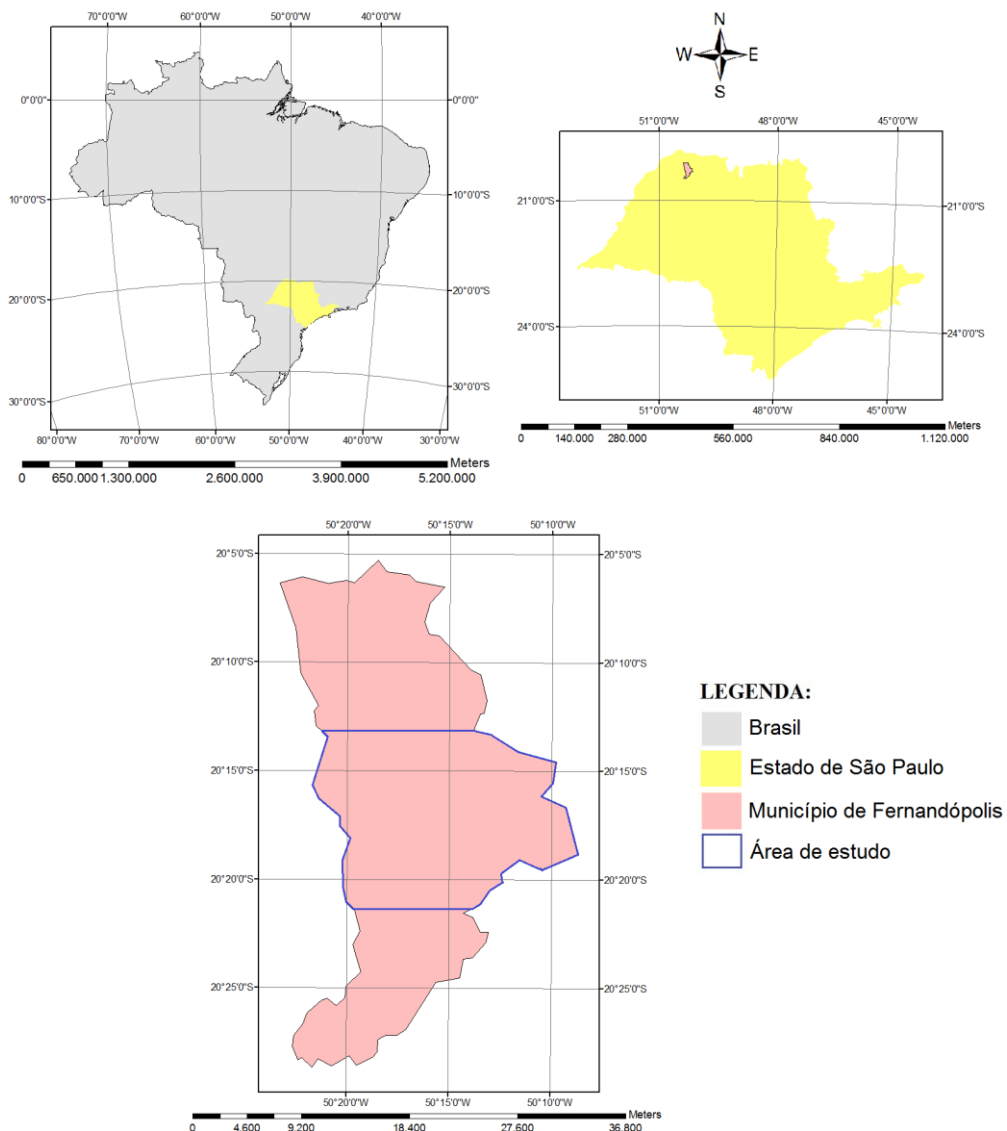 70°0'0"W 60°0'0"W 50°0'0"W 40°0'0"W
0°0'0" 0°0'0"
10°0'0"S 10°0'0"S
20°0'0"S 20°0'0"S
30°0'0"S 30°0'0"S
80°0'0"W 70°0'0"W 60°0'0"W 50°0'0"W 40°0'0"W 30°0'0"W
Meters
0 650.000 1.300.000 2.600.000 3.900.000 5.200.000
N
W E
S
51°0'0"W 48°0'0"W 45°0'0"W
21°0'0"S 21°0'0"S
24°0'0"S 24°0'0"S
51°0'0"W 48°0'0"W 45°0'0"W
Meters
0 140.000 280.000 560.000 840.000 1.120.000
50°20'0"W 50°15'0"W 50°10'0"W
20°5'0"S 20°5'0"S
20°10'0"S 20°10'0"S
20°15'0"S 20°15'0"S
20°20'0"S 20°20'0"S
20°25'0"S 20°25'0"S
50°20'0"W 50°15'0"W 50°10'0"W
Meters
0 4.600 9.200 18.400 27.600 36.800
LEGENDA:
Brasil
Estado de São Paulo
Município de Fernandópolis
Área de estudo